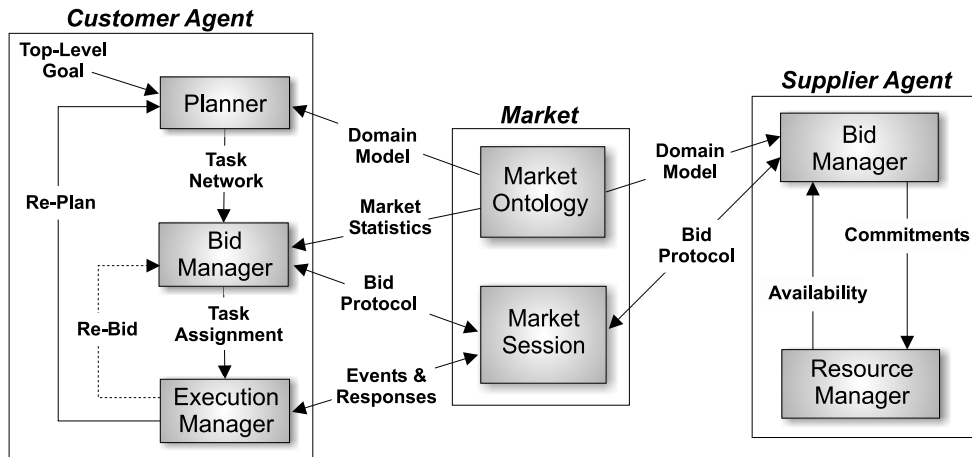 Customer Agent
Top-Level
Goal
Planner
Task
Network
Re-Plan
Bid
Manager
Re-Bid
Task
Assignment
Execution
Manager
Domain
Model
Market
Statistics
Bid
Protocol
Events &
Responses
Market
Market
Ontology
Market
Session
Domain
Model
Bid
Protocol
Supplier Agent
Bid
Manager
Commitments
Availability
Resource
Manager